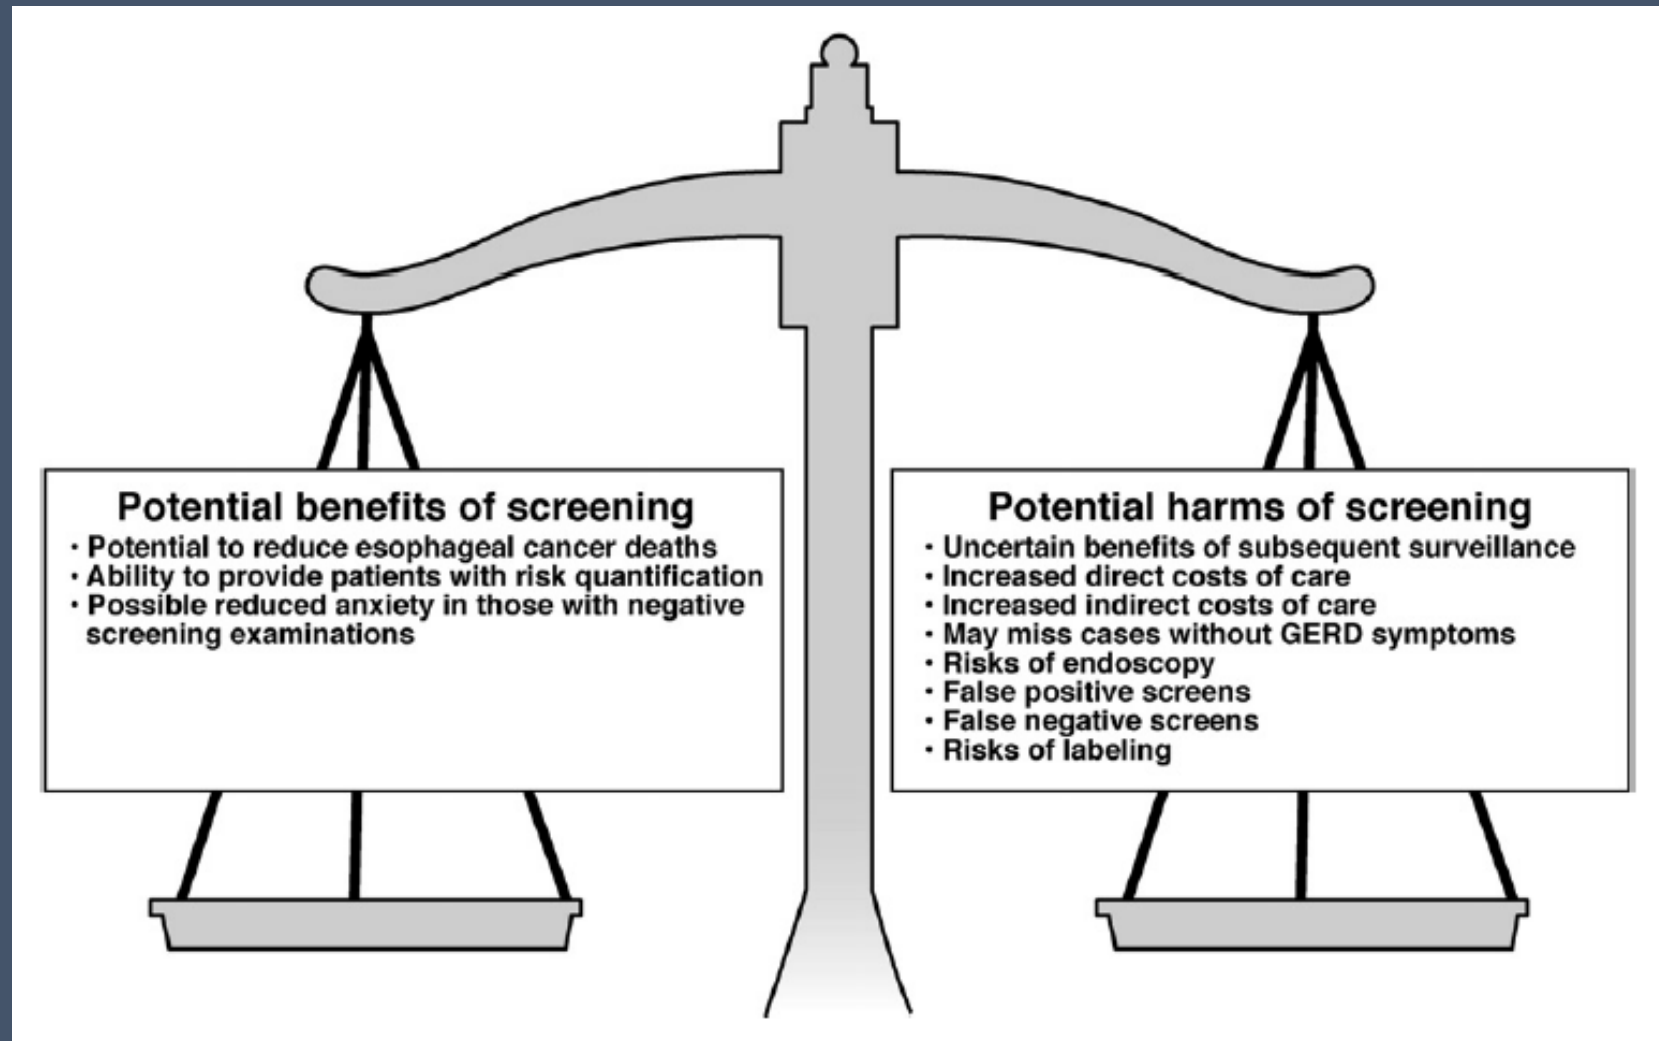 Potential benefits of screening
· Potential to reduce esophageal cancer deaths
· Ability to provide patients with risk quantification
· Possible reduced anxiety in those with negative
screening examinations
Potential harms of screening
· Uncertain benefits of subsequent surveillance
· Increased direct costs of care
· Increased indirect costs of care
· May miss cases without GERD symptoms
· Risks of endoscopy
· False positive screens
· False negative screens
· Risks of labeling